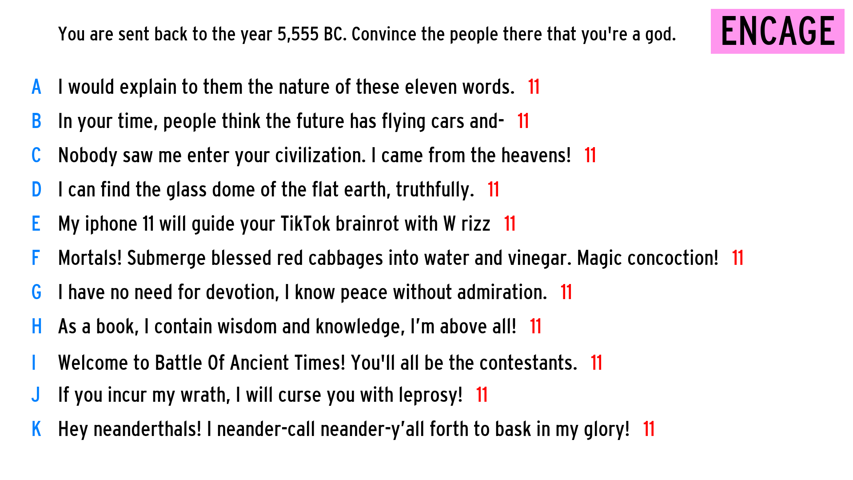 You are sent back to the year 5,555 BC. Convince the people there that you're a god.
ENCAGE
A I would explain to them the nature of these eleven words. 11
B In your time, people think the future has flying cars and- 11
C Nobody saw me enter your civilization. I came from the heavens! 11
D I can find the glass dome of the flat earth, truthfully. 11
E My iphone 11 will guide your TikTok brainrot with W rizz 11
F Mortals! Submerge blessed red cabbages into water and vinegar. Magic concoction! 11
G I have no need for devotion, I know peace without admiration. 11
H As a book, I contain wisdom and knowledge, I'm above all! 11
I Welcome to Battle Of Ancient Times! You'll all be the contestants. 11
J If you incur my wrath, I will curse you with leprosy! 11
K Hey neanderthals! I neander-call neander-y'all forth to bask in my glory! 11